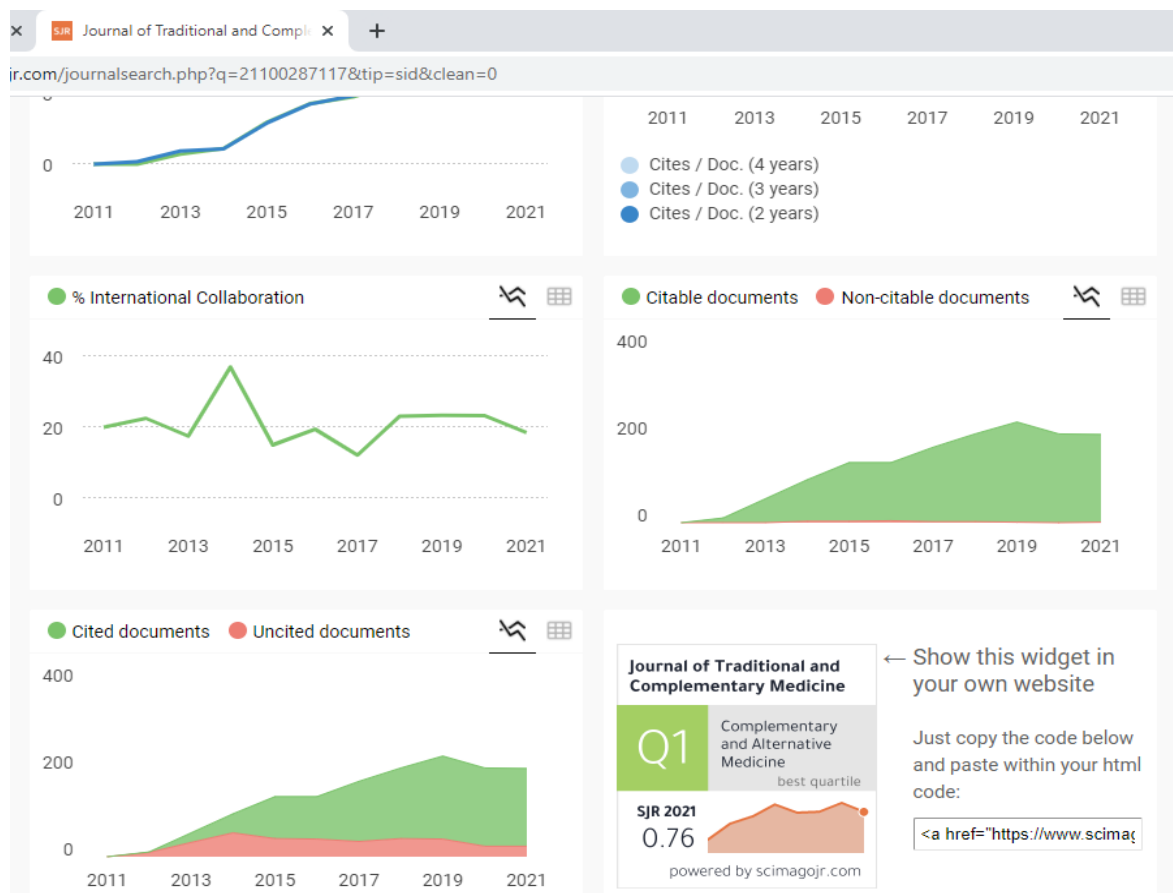 SJR Journal of Traditional and Comple
jr.com/journalsearch.php?q=21100287117&tip=sid&clean=0
0
2011 2013 2015 2017 2019 2021
2011 2013 2015 2017 2019 2021
Cites / Doc. (4 years)
Cites / Doc. (3 years)
Cites / Doc. (2 years)
% International Collaboration
40
20
0
2011 2013 2015 2017 2019 2021
Citable documents Non-citable documents
400
200
0
2011 2013 2015 2017 2019 2021
Cited documents Uncited documents
400
200
0
2011 2013 2015 2017 2019 2021
Journal of Traditional and
Complementary Medicine
Q1
Complementary
and Alternative
Medicine
best quartile
SJR 2021
0.76
powered by scimagojr.com
← Show this widget in
your own website
Just copy the code below
and paste within your html
code:
<a href="https://www.scimag